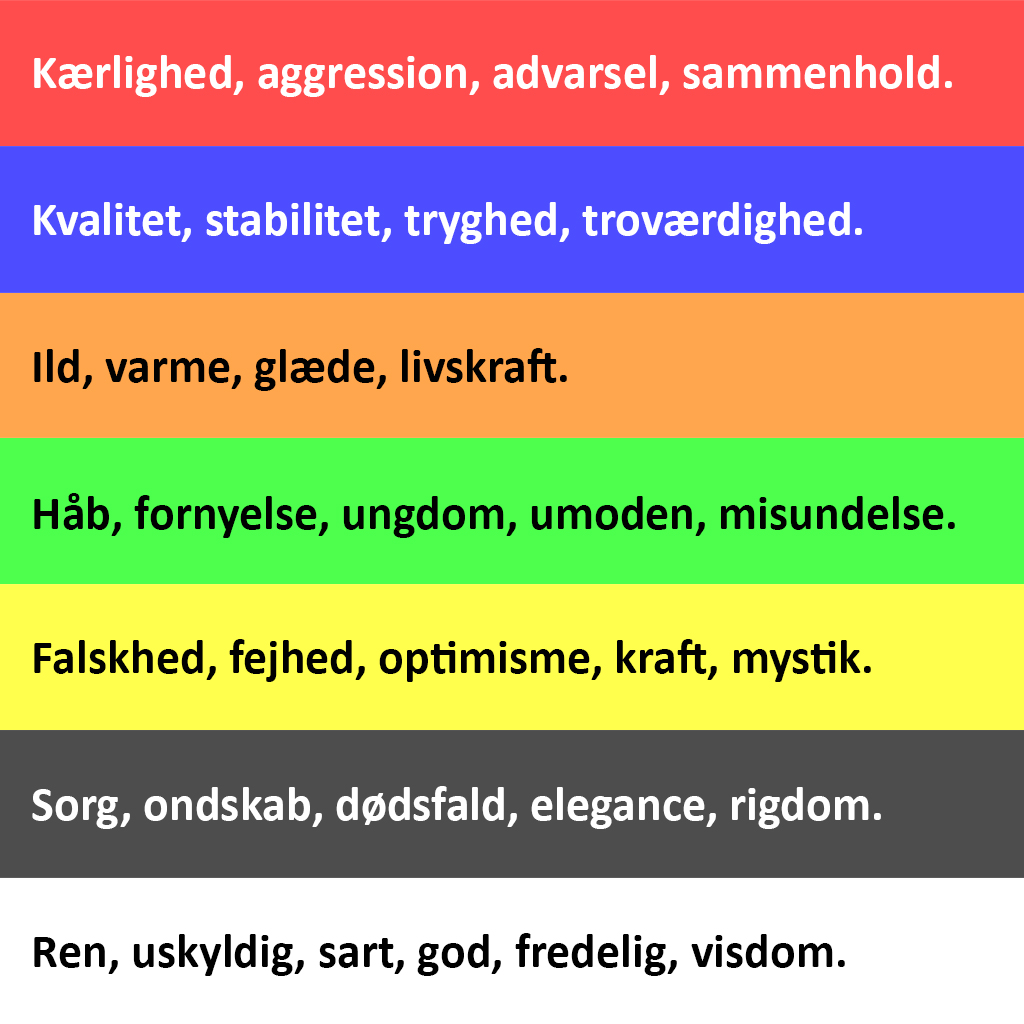 Kærlighed, aggression, advarsel, sammenhold.
Kvalitet, stabilitet, tryghed, troværdighed.
Ild, varme, glæde, livskraft.
Håb, fornyelse, ungdom, umoden, misundelse.
Falskhed, fejhed, optimisme, kraft, mystik.
Sorg, ondskab, dødsfald, elegance, rigdom.
Ren, uskyldig, sart, god, fredelig, visdom.